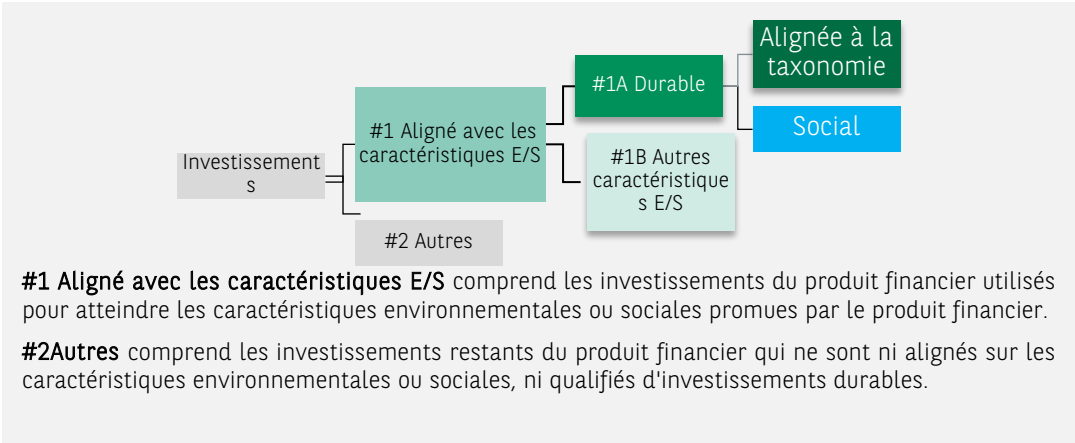 Investissement
s
#1 Aligné avec les
caractéristiques E/S
#2 Autres
#1A Durable
#1B Autres
caractéristique
s E/S
Alignée à la
taxonomie
Social
#1 Aligné avec les caractéristiques E/S comprend les investissements du produit financier utilisés
pour atteindre les caractéristiques environnementales ou sociales promues par le produit financier.
#2Autres comprend les investissements restants du produit financier qui ne sont ni alignés sur les
caractéristiques environnementales ou sociales, ni qualifiés d'investissements durables.